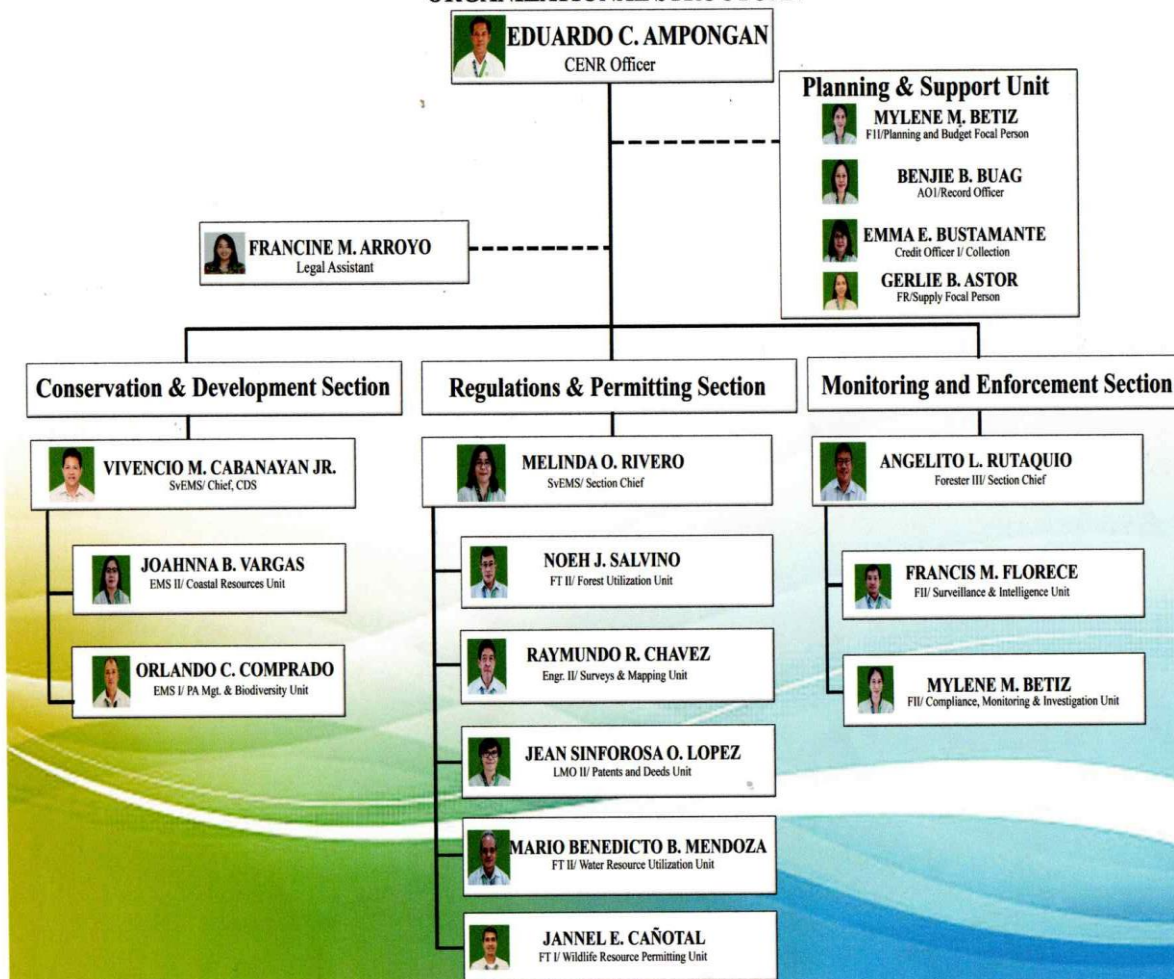 ORGANIZATIONAL STRUCTURE
EDUARDO C. AMPONGAN
CENR Officer
Planning & Support Unit
MYLENE M. BETIZ
F11/Planning and Budget Focal Person
BENJIE B. BUAG
AO1/Record Officer
EMMA E. BUSTAMANTE
Credit Officer I/ Collection
GERLIE B. ASTOR
FR/Supply Focal Person
FRANCINE M. ARROYO
Legal Assistant
Conservation & Development Section
VIVENCIO M. CABANAYAN JR.
SvEMS/ Chief, CDS
JOAHNNA B. VARGAS
EMS II/ Coastal Resources Unit
ORLANDO C. COMPRADO
EMS I/ PA Mgt. & Biodiversity Unit
Regulations & Permitting Section
MELINDA O. RIVERO
SvEMS/ Section Chief
NOEH J. SALVINO
FT II/ Forest Utilization Unit
RAYMUNDO R. CHAVEZ
Engr. II/ Surveys & Mapping Unit
JEAN SINFOROSA O. LOPEZ
LMO II/ Patents and Deeds Unit
MARIO BENEDICTO B. MENDOZA
FT II/ Water Resource Utilization Unit
JANNEL E. CAÑOTAL
FT I/ Wildlife Resource Permitting Unit
Monitoring and Enforcement Section
ANGELITO L. RUTAQUIO
Forester III/ Section Chief
FRANCIS M. FLORECE
FII/ Surveillance & Intelligence Unit
MYLENE M. BETIZ
FII/ Compliance, Monitoring & Investigation Unit